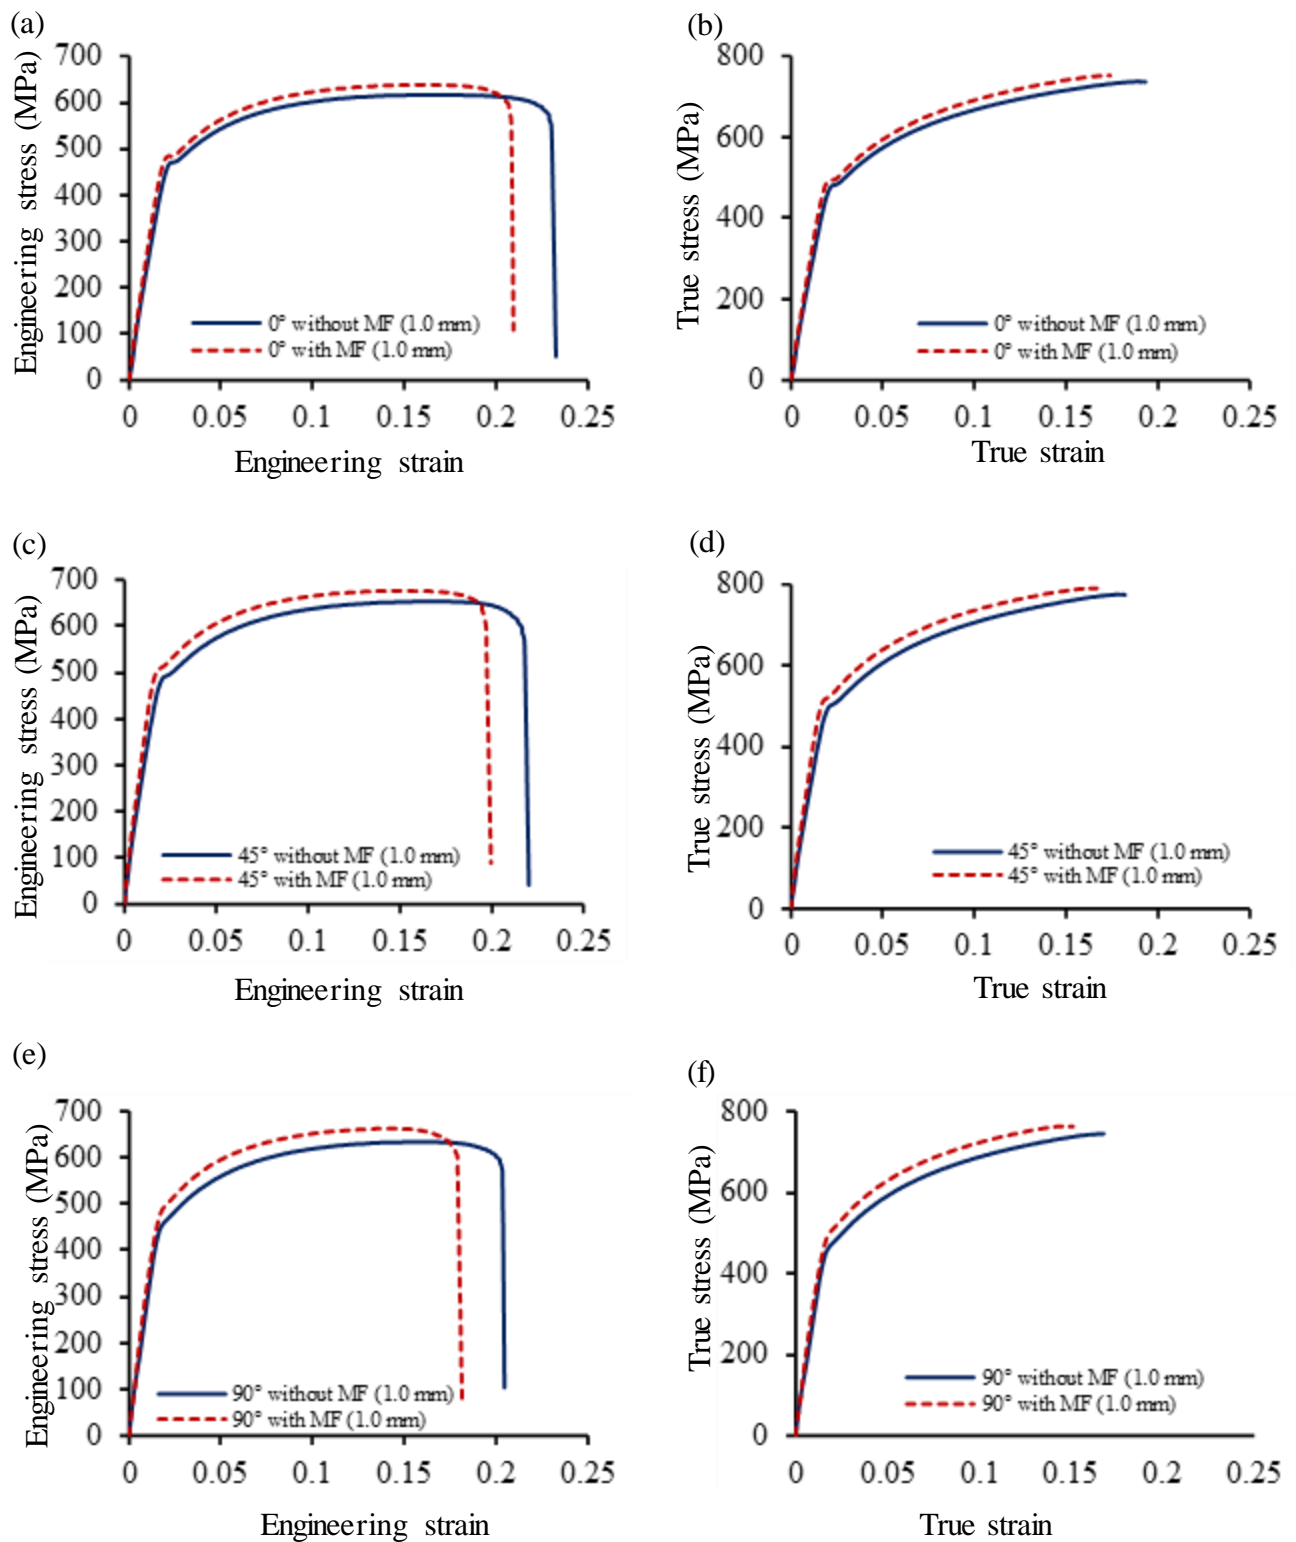 (a)
700
600
500
400
300
200
100
0
0
0.05
0.1
0.15
0.2
0.25
Engineering stress (MPa)
Engineering strain
0° without MF (1.0 mm)
0° with MF (1.0 mm)
(b)
800
600
400
200
0
0
0.05
0.1
0.15
0.2
0.25
True stress (MPa)
True strain
0° without MF (1.0 mm)
0° with MF (1.0 mm)
(c)
700
600
500
400
300
200
100
0
0
0.05
0.1
0.15
0.2
0.25
Engineering stress (MPa)
Engineering strain
45° without MF (1.0 mm)
45° with MF (1.0 mm)
(d)
800
600
400
200
0
0
0.05
0.1
0.15
0.2
0.25
True stress (MPa)
True strain
45° without MF (1.0 mm)
45° with MF (1.0 mm)
(e)
700
600
500
400
300
200
100
0
0
0.05
0.1
0.15
0.2
0.25
Engineering stress (MPa)
Engineering strain
90° without MF (1.0 mm)
90° with MF (1.0 mm)
(f)
800
600
400
200
0
0
0.05
0.1
0.15
0.2
0.25
True stress (MPa)
True strain
90° without MF (1.0 mm)
90° with MF (1.0 mm)